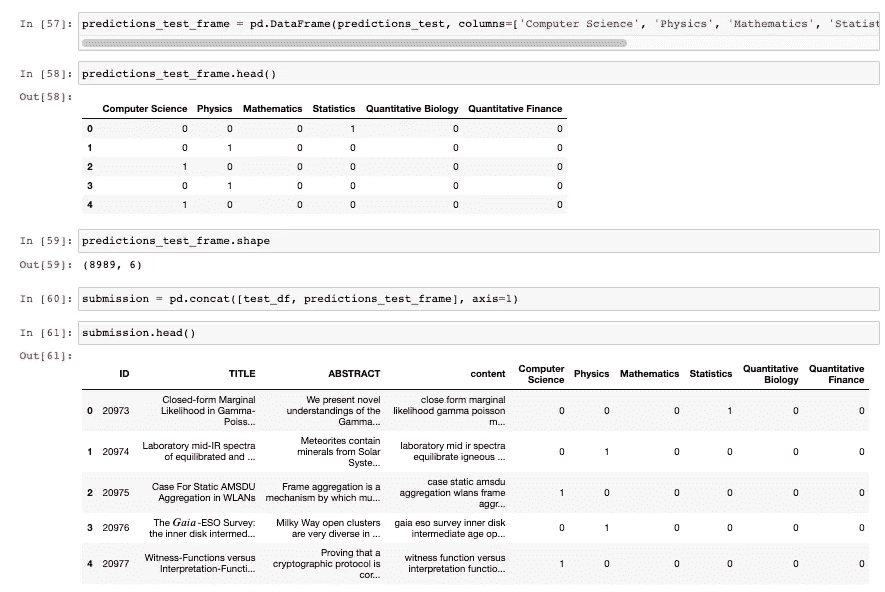 In [57]: predictions_test_frame = pd.DataFrame(predictions_test, columns=['Computer Science', 'Physics', 'Mathematics', 'Statist
In [58]: predictions_test_frame.head()
Out[58]:
Computer Science Physics Mathematics Statistics Quantitative Biology Quantitative Finance
0 0 0 0 1 0 0
1 0 1 0 0 0 0
2 1 0 0 0 0 0
3 0 1 0 0 0 0
4 1 0 0 0 0 0
In [59]: predictions_test_frame.shape
Out[59]: (8989, 6)
In [60]: submission = pd.concat([test_df, predictions_test_frame], axis=1)
In [61]: submission.head()
Out[61]:
ID TITLE ABSTRACT content Computer Science Physics Mathematics Statistics Quantitative Biology Quantitative Finance
0 20973 Closed-form Marginal Likelihood in Gamma-Poiss... We present novel understandings of the Gamma... close form marginal likelihood gamma poisson m... 0 0 0 1 0 0
1 20974 Laboratory mid-IR spectra of equilibrated and ... Meteorites contain minerals from Solar Syste... laboratory mid ir spectra equilibrate igneous ... 0 1 0 0 0 0
2 20975 Case For Static AMSDU Aggregation in WLANs Frame aggregation is a mechanism by which mu... case static amsdu aggregation wlans frame aggr... 1 0 0 0 0 0
3 20976 The Gaia-ESO Survey: the inner disk intermed... Milky Way open clusters are very diverse in ... gaia eso survey inner disk intermediate age op... 0 1 0 0 0 0
4 20977 Witness-Functions versus Interpretation-Functi... Proving that a cryptographic protocol is cor... witness function versus interpretation functio... 1 0 0 0 0 0